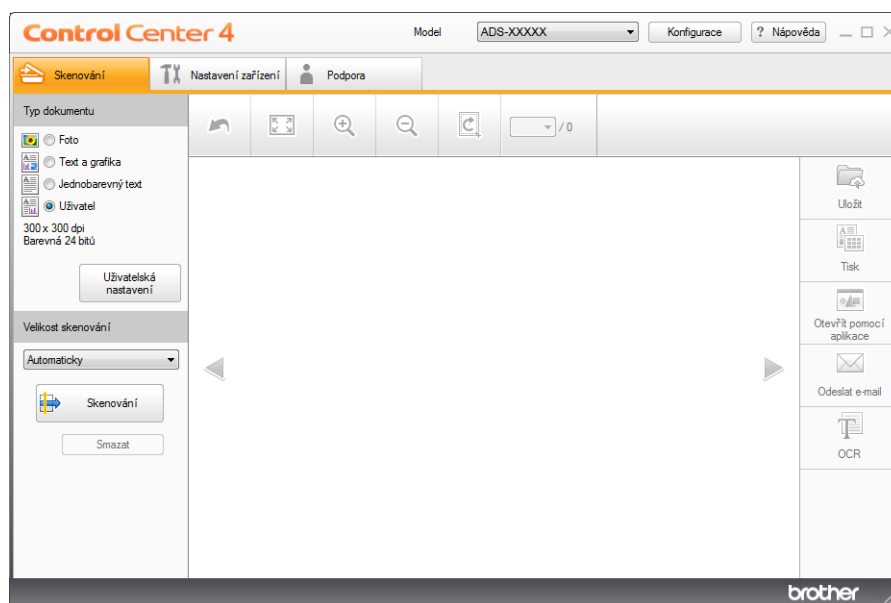 Control Center 4
Model
ADS-XXXXX
Konfigurace
? Nápověda
Skenování
Nastavení zařízení
Podpora
Typ dokumentu
Foto
Text a grafika
Jednobarevný text
Uživatel
300 x 300 dpi
Barevná 24 bitů
Uživatelská
nastavení
Velikost skenování
Automaticky
Skenování
Smazat
/ 0
Uložit
Tisk
Otevřít pomocí
aplikace
Odeslat e-mail
OCR
brother